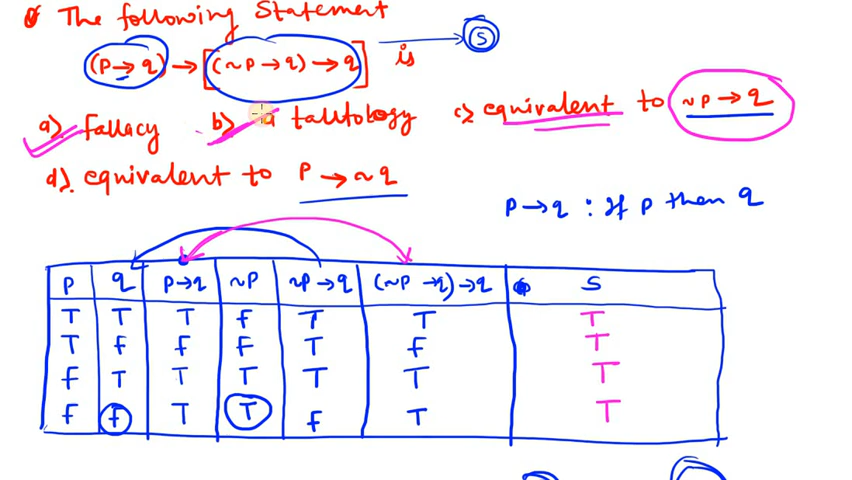 The following Statement
(P → q) → [(~P → q) → q] is S
a) fallacy b) a tautology c) equivalent to ~P → q
d) equivalent to P → ~q
P → q : If P then q
P q P→q ~P ~P→q (~P→q)→q S
T T T f T T T
T f f f T f T
f T T T T T T
f f T T f T T